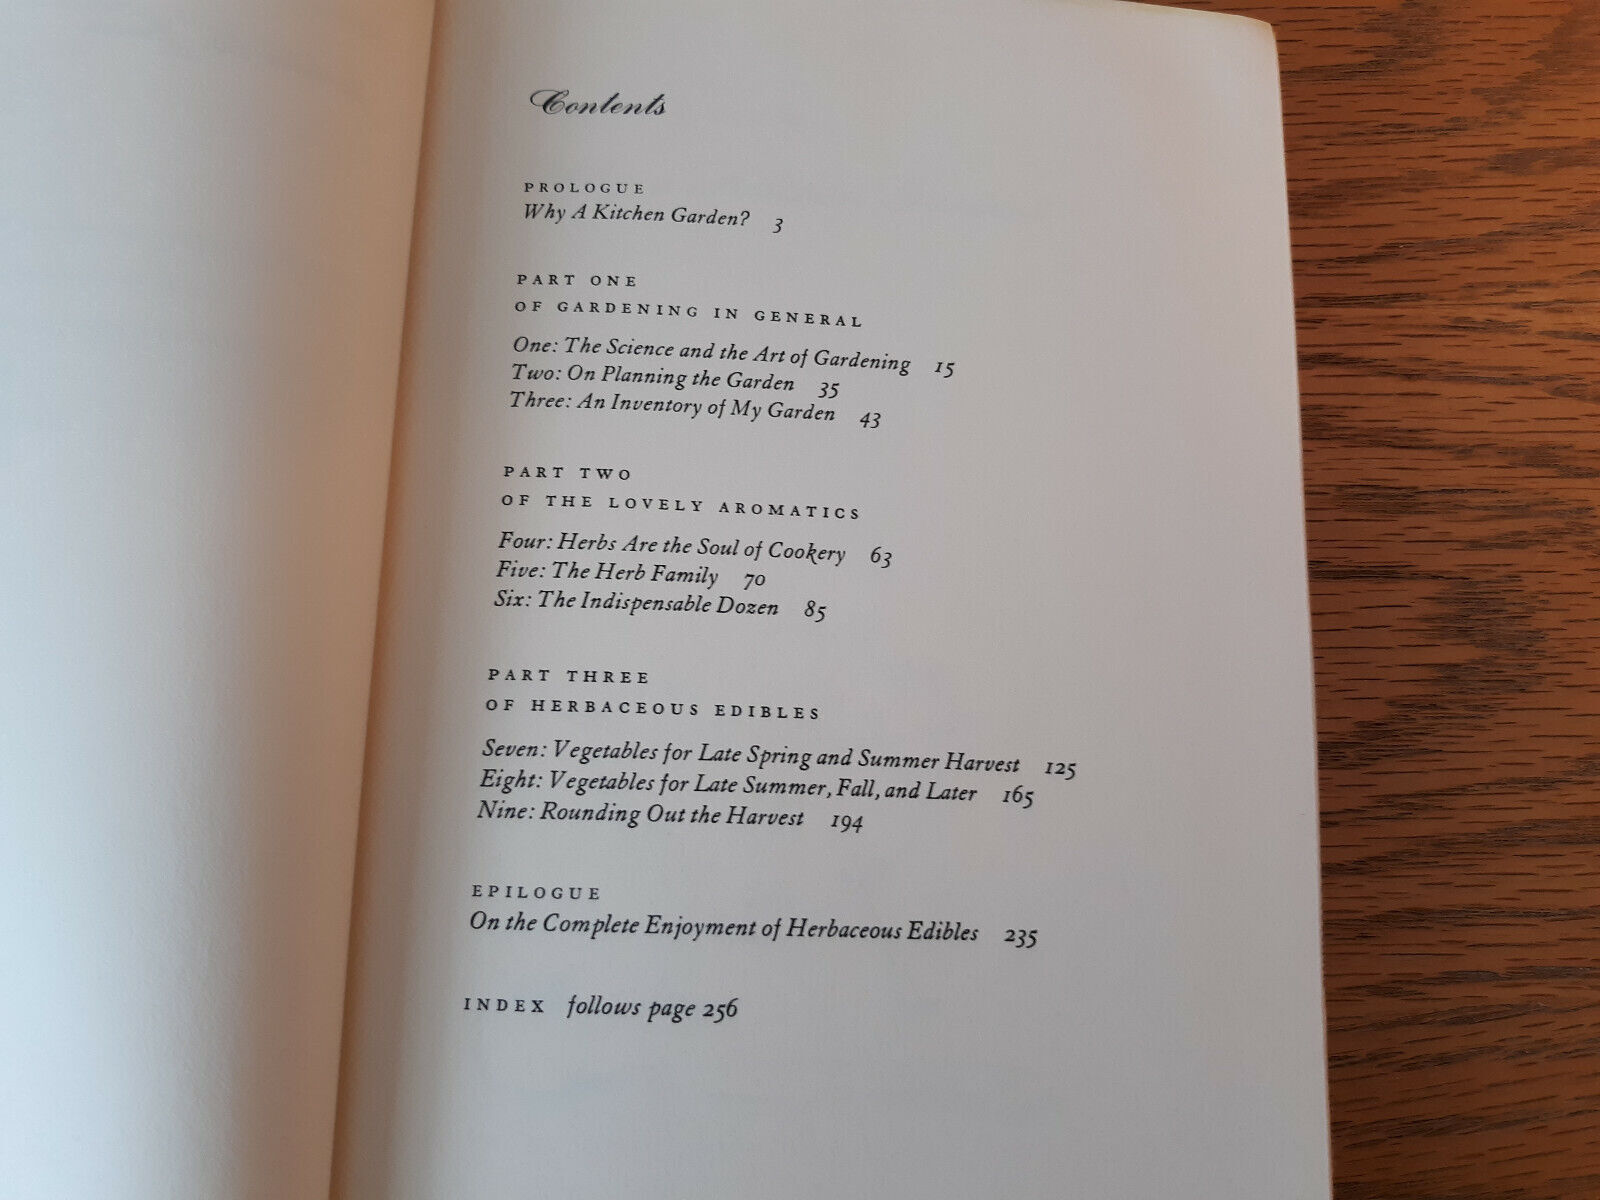 Contents
PROLOGUE
Why A Kitchen Garden? 3
PART ONE
OF GARDENING IN GENERAL
One: The Science and the Art of Gardening 15
Two: On Planning the Garden 35
Three: An Inventory of My Garden 43
PART TWO
OF THE LOVELY AROMATICS
Four: Herbs Are the Soul of Cookery 63
Five: The Herb Family 70
Six: The Indispensable Dozen 85
PART THREE
OF HERBACEOUS EDIBLES
Seven: Vegetables for Late Spring and Summer Harvest 125
Eight: Vegetables for Late Summer, Fall, and Later 165
Nine: Rounding Out the Harvest 194
EPILOGUE
On the Complete Enjoyment of Herbaceous Edibles 235
INDEX follows page 256